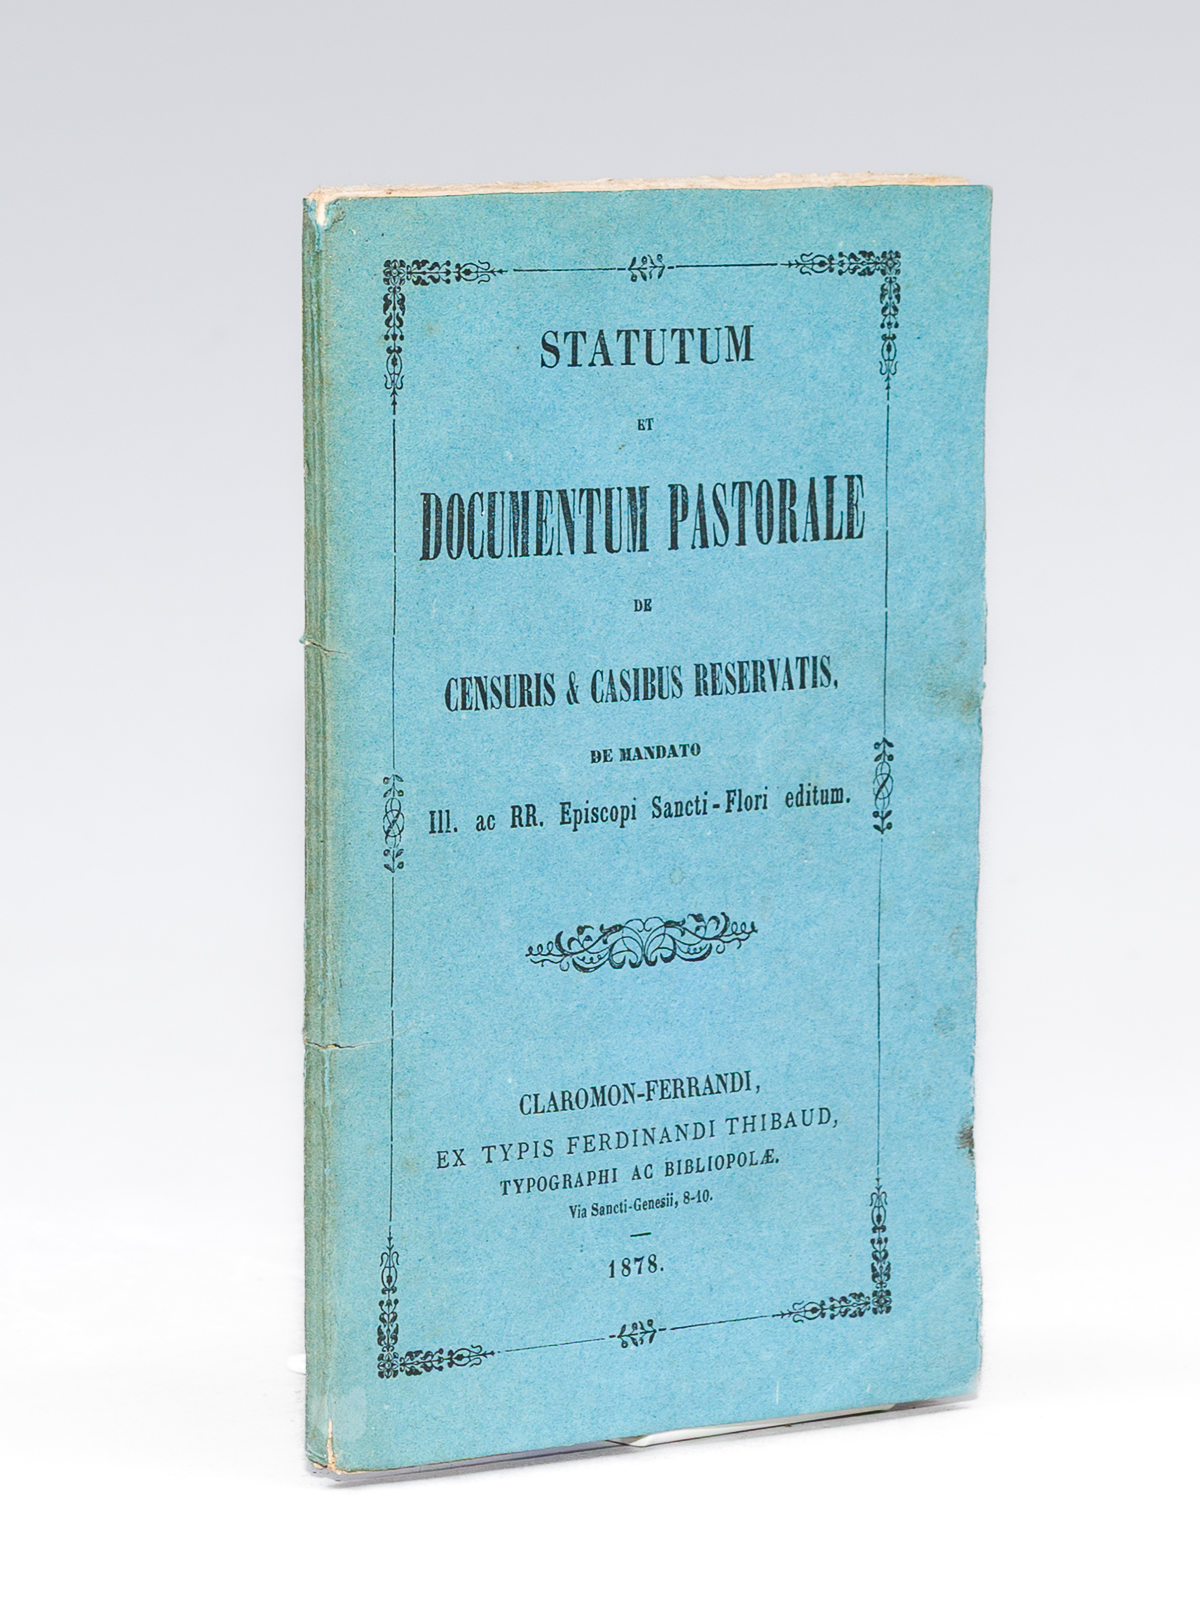 STATUTUM
ET
DOCUMENTUM PASTORALE
DE
CENSURIS & CASIBUS RESERVATIS,
DE MANDATO
Ill. ac RR. Episcopi Sancti-Flori editum.
CLAROMON-FERRANDI,
EX TYPIS FERDINANDI THIBAUD,
TYPOGRAPHI AC BIBLIOPOLÆ.
Via Sancti-Genesii, 8-10.
1878.